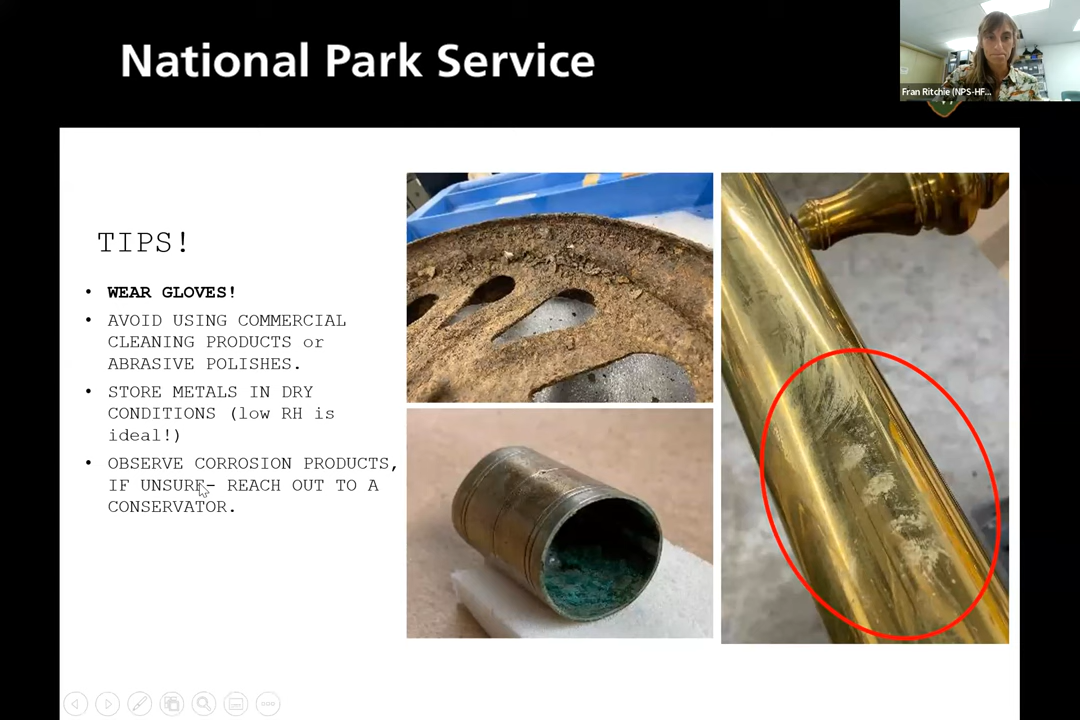 National Park Service
Fran Ritchie (NPS-HF...
TIPS!
• WEAR GLOVES!
• AVOID USING COMMERCIAL
CLEANING PRODUCTS or
ABRASIVE POLISHES.
• STORE METALS IN DRY
CONDITIONS (low RH is
ideal!)
• OBSERVE CORROSION PRODUCTS,
IF UNSURE- REACH OUT TO A
CONSERVATOR.